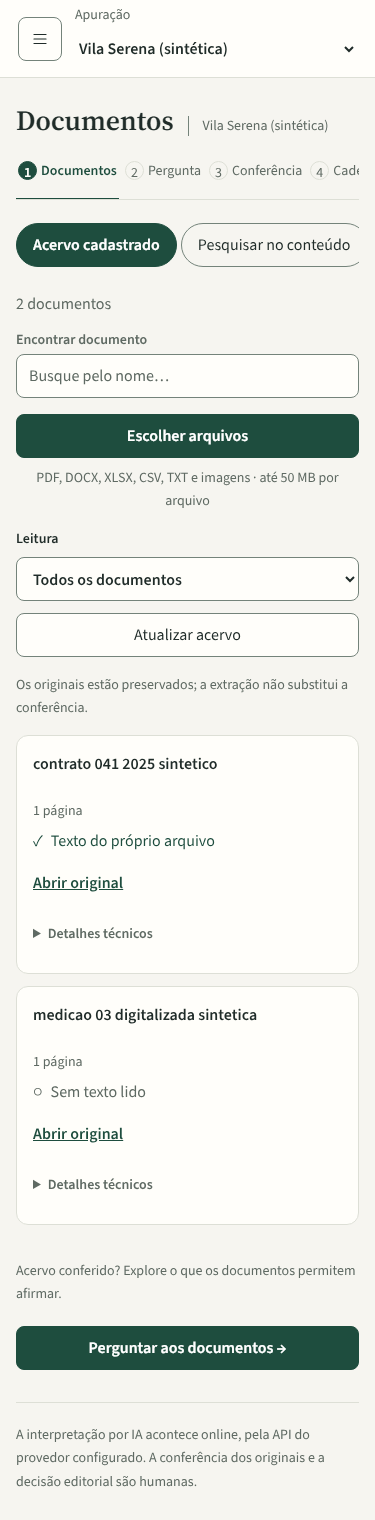 Apuração
Vila Serena (sintética)
Documentos
Vila Serena (sintética)
1 Documentos 2 Pergunta 3 Conferência 4 Cade
Acervo cadastrado Pesquisar no conteúdo
2 documentos
Encontrar documento
Busque pelo nome…
Escolher arquivos
PDF, DOCX, XLSX, CSV, TXT e imagens · até 50 MB por
arquivo
Leitura
Todos os documentos
Atualizar acervo
Os originais estão preservados; a extração não substitui a
conferência.
contrato 041 2025 sintetico
1 página
✓ Texto do próprio arquivo
Abrir original
▶ Detalhes técnicos
medicao 03 digitalizada sintetica
1 página
○ Sem texto lido
Abrir original
▶ Detalhes técnicos
Acervo conferido? Explore o que os documentos permitem
afirmar.
Perguntar aos documentos →
A interpretação por IA acontece online, pela API do
provedor configurado. A conferência dos originais e a
decisão editorial são humanas.